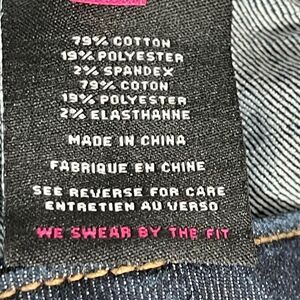 79% COTTON
19% POLYESTER
2% SPANDEX
79% COTON
19% POLYESTER
2% ELASTHANNE
MADE IN CHINA
FABRIQUE EN CHINE
SEE REVERSE FOR CARE
ENTRETIEN AU VERSO
WE SWEAR BY THE FIT